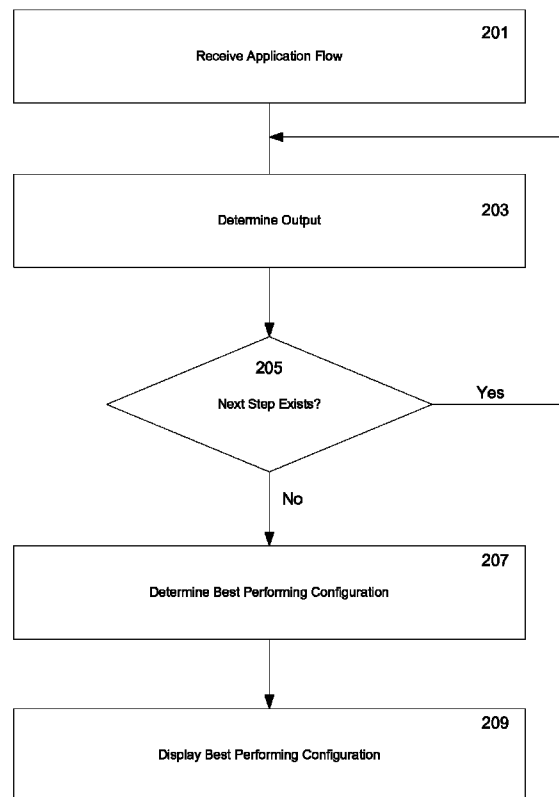 201
Receive Application Flow
203
Determine Output
205
Next Step Exists?
Yes
No
207
Determine Best Performing Configuration
209
Display Best Performing Configuration